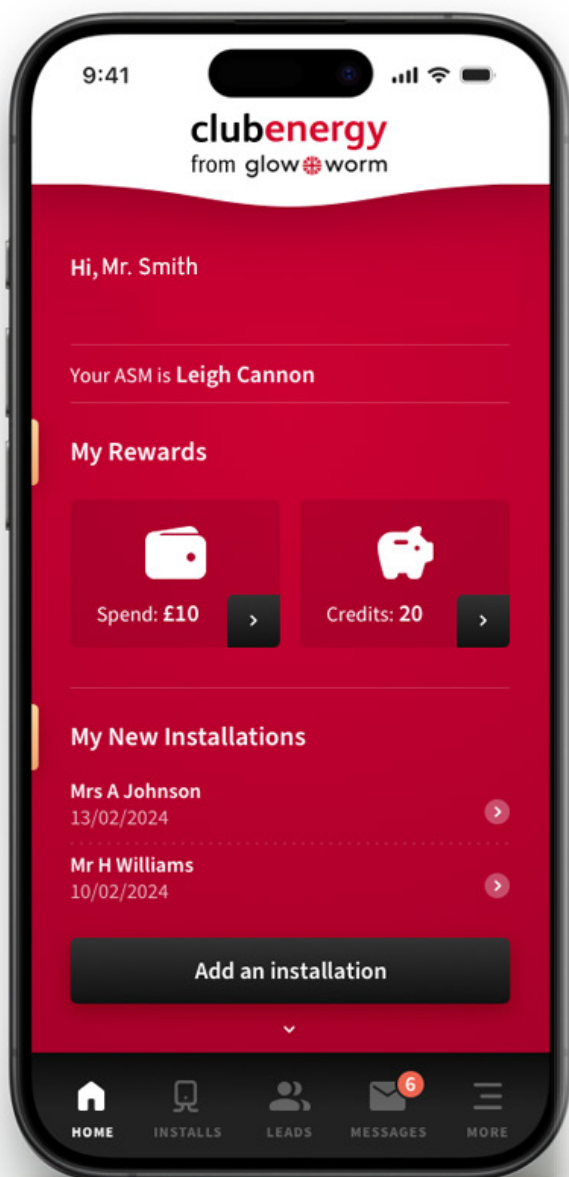 9:41
clubenergy
from glow worm
Hi, Mr. Smith
Your ASM is Leigh Cannon
My Rewards
Spend: £10
Credits: 20
My New Installations
Mrs A Johnson
13/02/2024
Mr H Williams
10/02/2024
Add an installation
6
HOME
INSTALLS
LEADS
MESSAGES
MORE